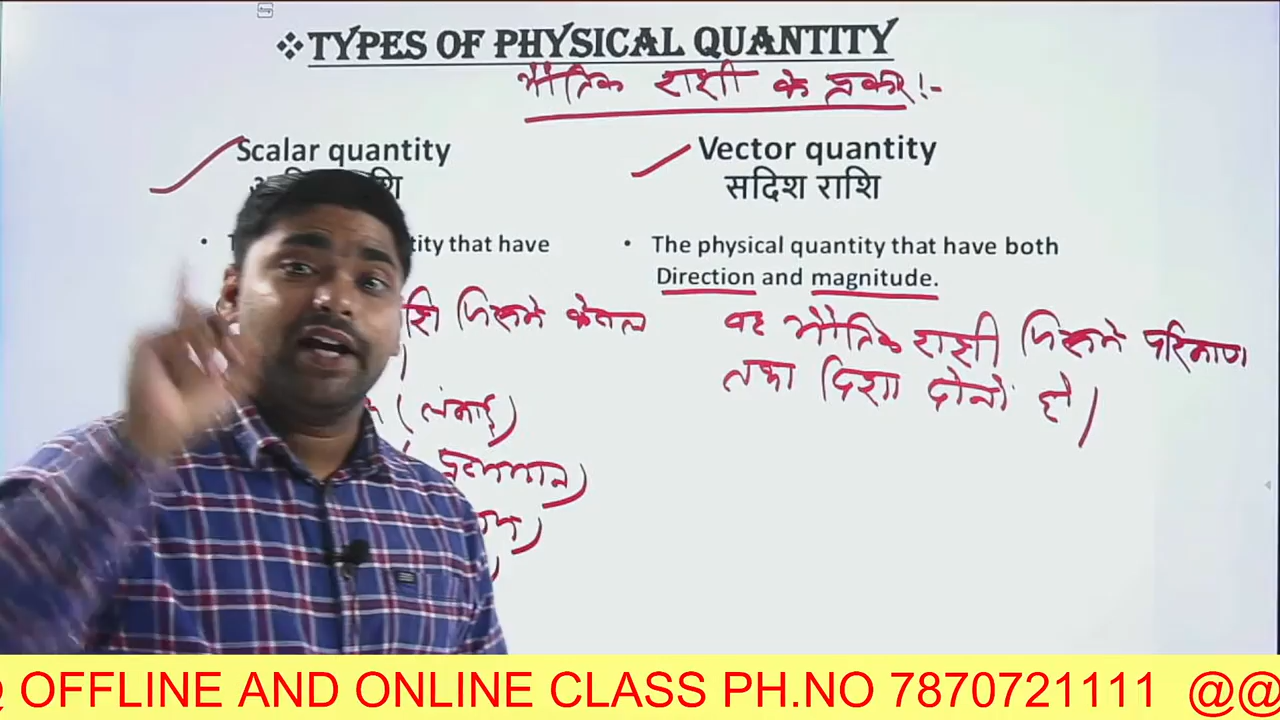 ❖TYPES OF PHYSICAL QUANTITY
भौतिक राशी के प्रकार:-
Scalar quantity
राशि
that have
जिसमे केवल
(लंबाई)
Vector quantity
सदिश राशि
• The physical quantity that have both
Direction and magnitude.
वह भौतिक राशी जिसमे परिमाण
तथा दिशा दोनों हो।
OFFLINE AND ONLINE CLASS PH.NO 7870721111 @@